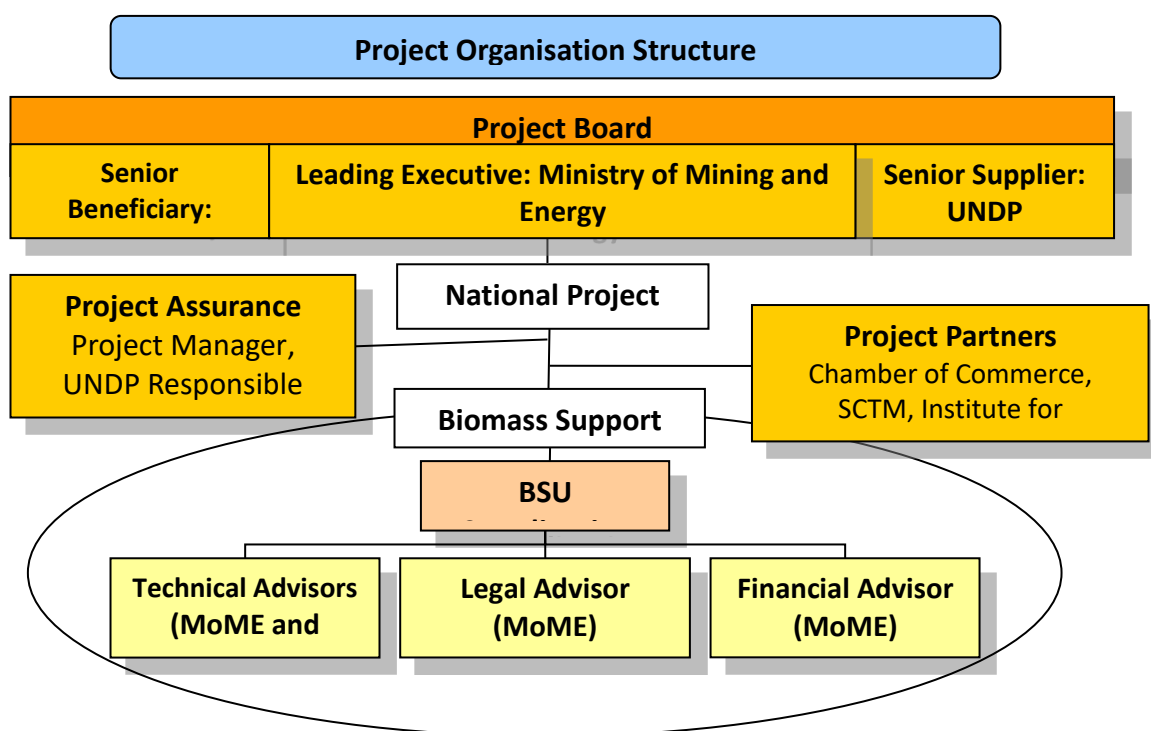 Project Organisation Structure
Project Board
Senior
Beneficiary:
Leading Executive: Ministry of Mining and
Energy
Senior Supplier:
UNDP
National Project
Project Assurance
Project Manager,
UNDP Responsible
Project Partners
Chamber of Commerce,
SCTM, Institute for
Biomass Support
BSU
Technical Advisors
(MoME and
Legal Advisor
(MoME)
Financial Advisor
(MoME)